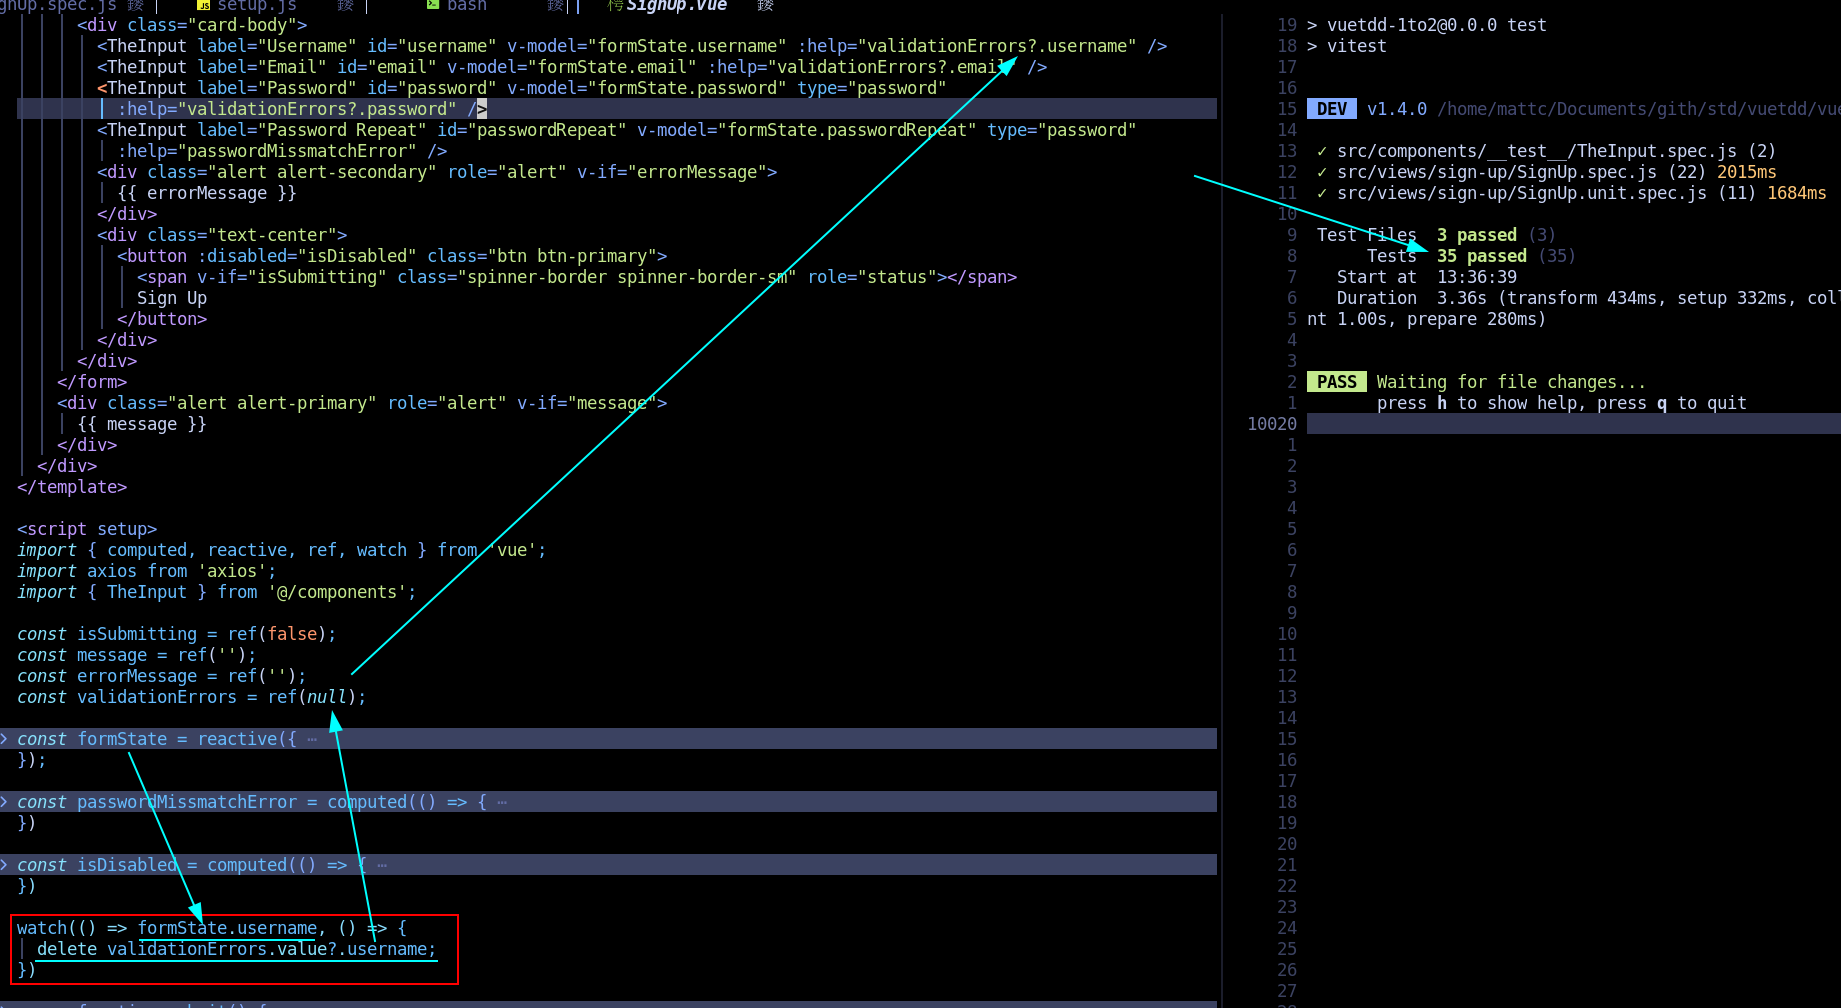 gnUp.spec.js setup.js bash SignUp.vue
<div class="card-body">
<TheInput label="Username" id="username" v-model="formState.username" :help="validationErrors?.username" />
<TheInput label="Email" id="email" v-model="formState.email" :help="validationErrors?.email" />
<TheInput label="Password" id="password" v-model="formState.password" type="password"
:help="validationErrors?.password" />
<TheInput label="Password Repeat" id="passwordRepeat" v-model="formState.passwordRepeat" type="password"
:help="passwordMissmatchError" />
<div class="alert alert-secondary" role="alert" v-if="errorMessage">
{{ errorMessage }}
</div>
<div class="text-center">
<button :disabled="isDisabled" class="btn btn-primary">
<span v-if="isSubmitting" class="spinner-border spinner-border-sm" role="status"></span>
Sign Up
</button>
</div>
</div>
</form>
<div class="alert alert-primary" role="alert" v-if="message">
{{ message }}
</div>
</div>
</template>
<script setup>
import { computed, reactive, ref, watch } from 'vue';
import axios from 'axios';
import { TheInput } from '@/components';
const isSubmitting = ref(false);
const message = ref('');
const errorMessage = ref('');
const validationErrors = ref(null);
const formState = reactive({ ⋯
});
const passwordMissmatchError = computed(() => { ⋯
})
const isDisabled = computed(() => { ⋯
})
watch(() => formState.username, () => {
delete validationErrors.value?.username;
})
19 > vuetdd-1to2@0.0.0 test
18 > vitest
17
16
15 DEV v1.4.0 /home/mattc/Documents/gith/std/vuetdd/vue
14
13 ✓ src/components/__test__/TheInput.spec.js (2)
12 ✓ src/views/sign-up/SignUp.spec.js (22) 2015ms
11 ✓ src/views/sign-up/SignUp.unit.spec.js (11) 1684ms
10
9 Test Files 3 passed (3)
8 Tests 35 passed (35)
7 Start at 13:36:39
6 Duration 3.36s (transform 434ms, setup 332ms, coll
5 nt 1.00s, prepare 280ms)
4
3
2 PASS Waiting for file changes...
1 press h to show help, press q to quit
10020
1
2
3
4
5
6
7
8
9
10
11
12
13
14
15
16
17
18
19
20
21
22
23
24
25
26
27